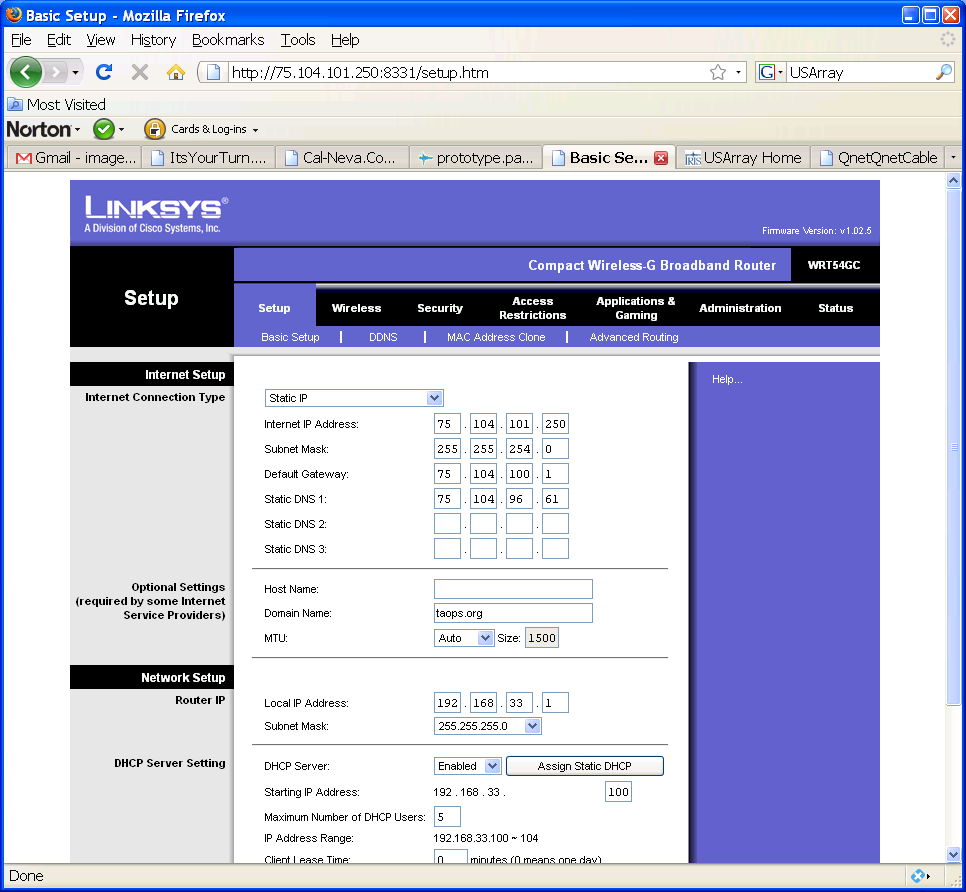 Basic Setup - Mozilla Firefox
File Edit View History Bookmarks Tools Help
http://75.104.101.250:8331/setup.htm
G USArray
Most Visited
Norton Cards & Log-ins
Gmail - image... ItsYourTurn.... Cal-Neva.Co... prototype.pa... Basic Se... IRIS USArray Home QnetQnetCable
LINKSYS®
A Division of Cisco Systems, Inc.
Firmware Version: v1.02.5
Compact Wireless-G Broadband Router WRT54GC
Setup
Setup Wireless Security Access Restrictions Applications & Gaming Administration Status
Basic Setup | DDNS | MAC Address Clone | Advanced Routing
Internet Setup
Help...
Internet Connection Type Static IP
Internet IP Address: 75 . 104 . 101 . 250
Subnet Mask: 255 . 255 . 254 . 0
Default Gateway: 75 . 104 . 100 . 1
Static DNS 1: 75 . 104 . 96 . 61
Static DNS 2: . . .
Static DNS 3: . . .
Optional Settings
(required by some Internet
Service Providers)
Host Name:
Domain Name: taops.org
MTU: Auto Size: 1500
Network Setup
Router IP
Local IP Address: 192 . 168 . 33 . 1
Subnet Mask: 255.255.255.0
DHCP Server Setting
DHCP Server: Enabled Assign Static DHCP
Starting IP Address: 192 . 168 . 33 . 100
Maximum Number of DHCP Users: 5
IP Address Range: 192.168.33.100 ~ 104
Client Lease Time: 0 minutes (0 means one day)
Done